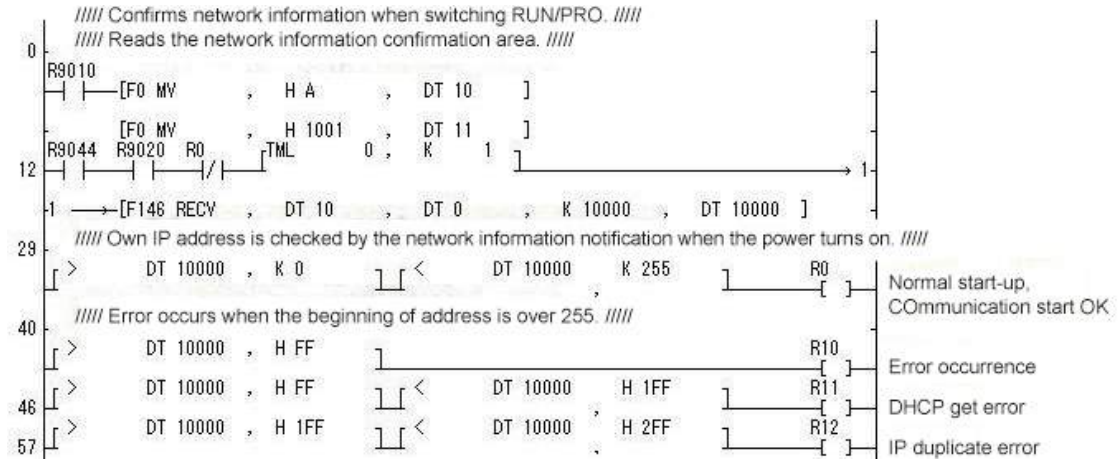 ///// Confirms network information when switching RUN/PRO. /////
///// Reads the network information confirmation area. /////
0
R9010
[F0 MV , H A , DT 10 ]
[F0 MV , H 1001 , DT 11 ]
R9044 R9020 R0 TML 0 , K 1
12 1
1 [F146 RECV , DT 10 , DT 0 , K 10000 , DT 10000 ]
///// Own IP address is checked by the network information notification when the power turns on. /////
29
> DT 10000 , K 0 < DT 10000 , K 255 R0
Normal start-up,
COmmunication start OK
///// Error occurs when the beginning of address is over 255. /////
40
> DT 10000 , H FF R10
Error occurrence
> DT 10000 , H FF < DT 10000 , H 1FF R11
46 DHCP get error
> DT 10000 , H 1FF < DT 10000 , H 2FF R12
57 IP duplicate error